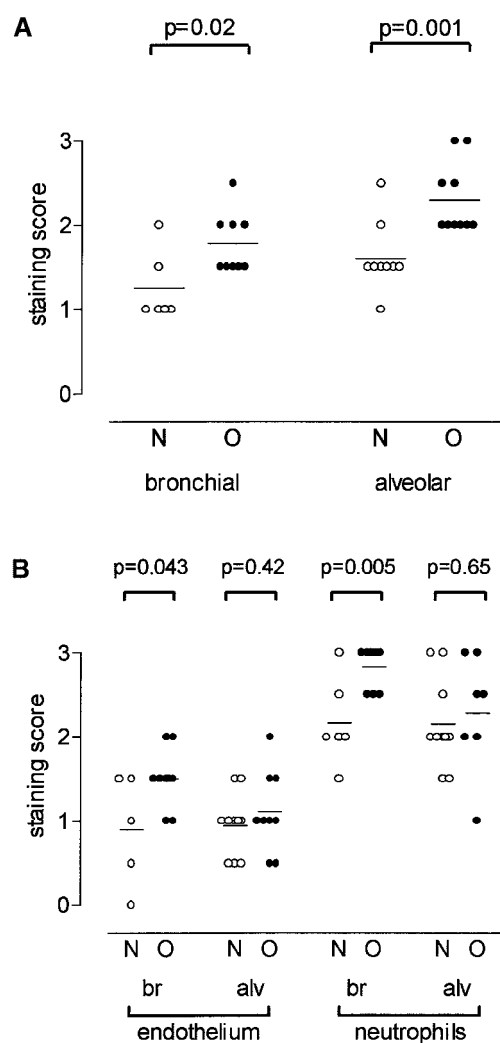 A
p=0.02 p=0.001
3
2
1
0
staining score
N O N O
bronchial alveolar
B
p=0.043 p=0.42 p=0.005 p=0.65
3
2
1
0
staining score
N O N O N O N O
br alv br alv
endothelium neutrophils